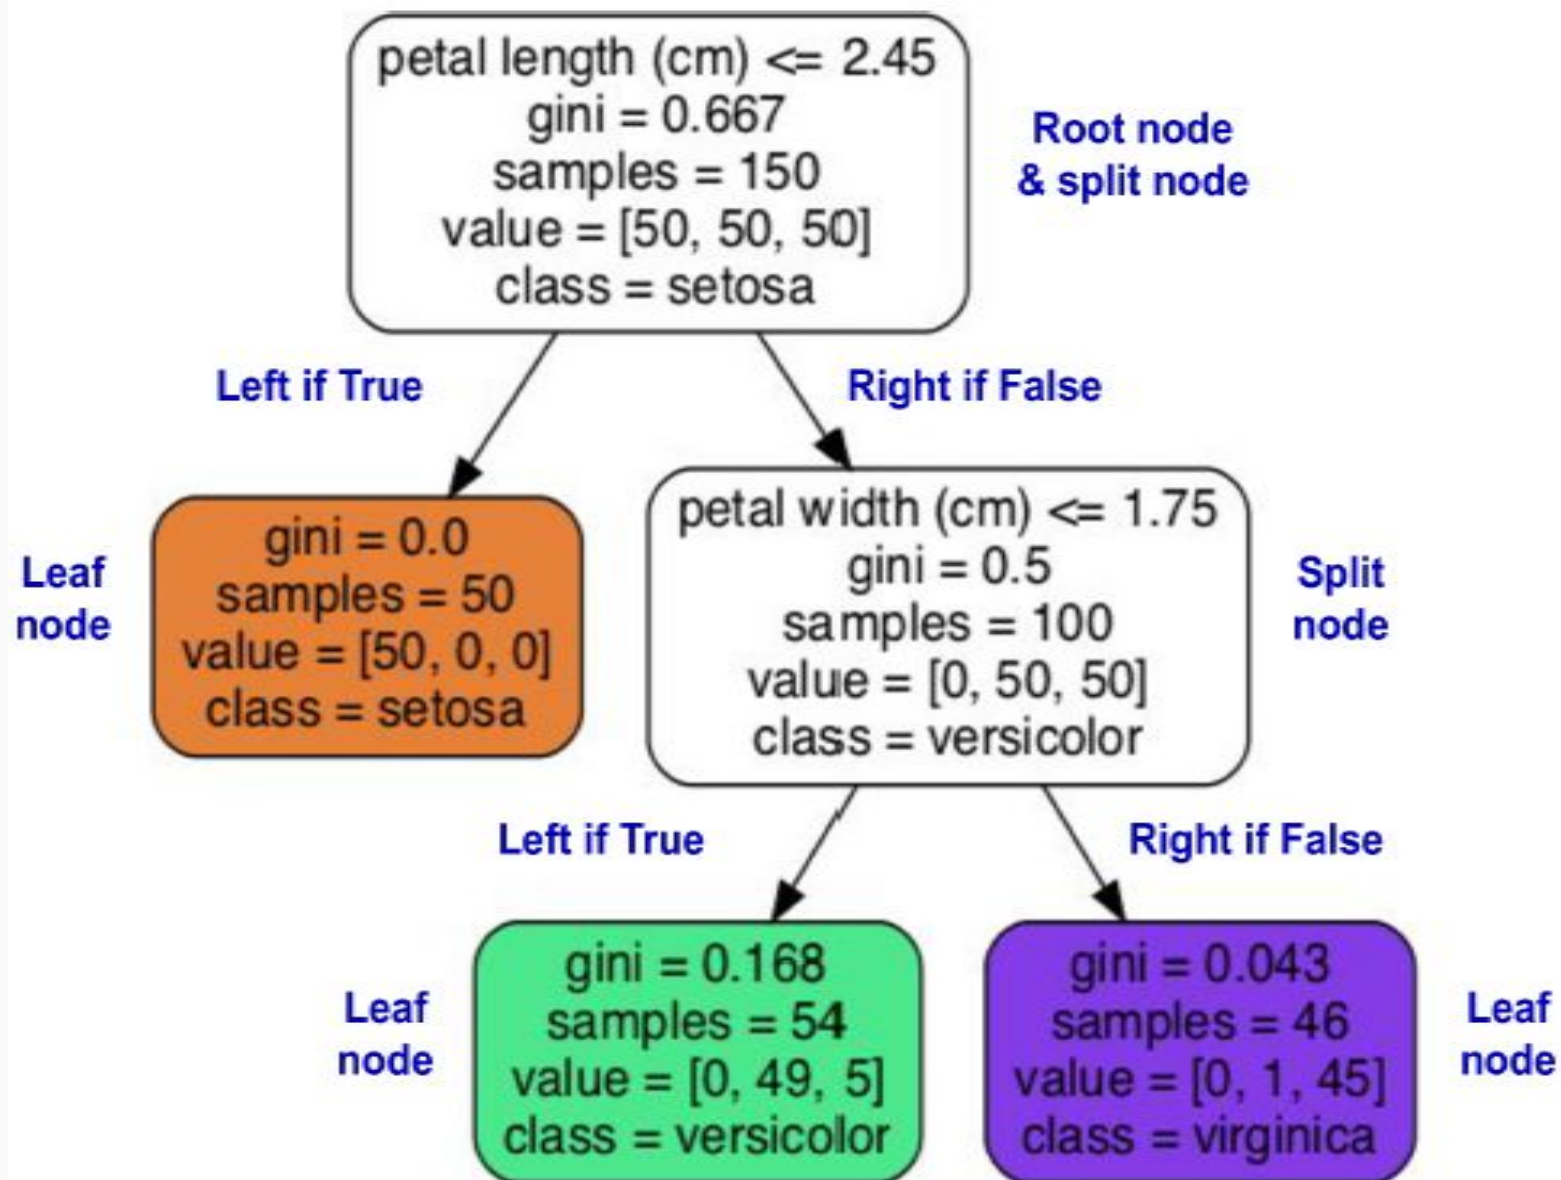 petal length (cm) <= 2.45
gini = 0.667
samples = 150
value = [50, 50, 50]
class = setosa
Root node
& split node
Left if True
Right if False
Leaf
node
gini = 0.0
samples = 50
value = [50, 0, 0]
class = setosa
petal width (cm) <= 1.75
gini = 0.5
samples = 100
value = [0, 50, 50]
class = versicolor
Split
node
Left if True
Right if False
Leaf
node
gini = 0.168
samples = 54
value = [0, 49, 5]
class = versicolor
gini = 0.043
samples = 46
value = [0, 1, 45]
class = virginica
Leaf
node